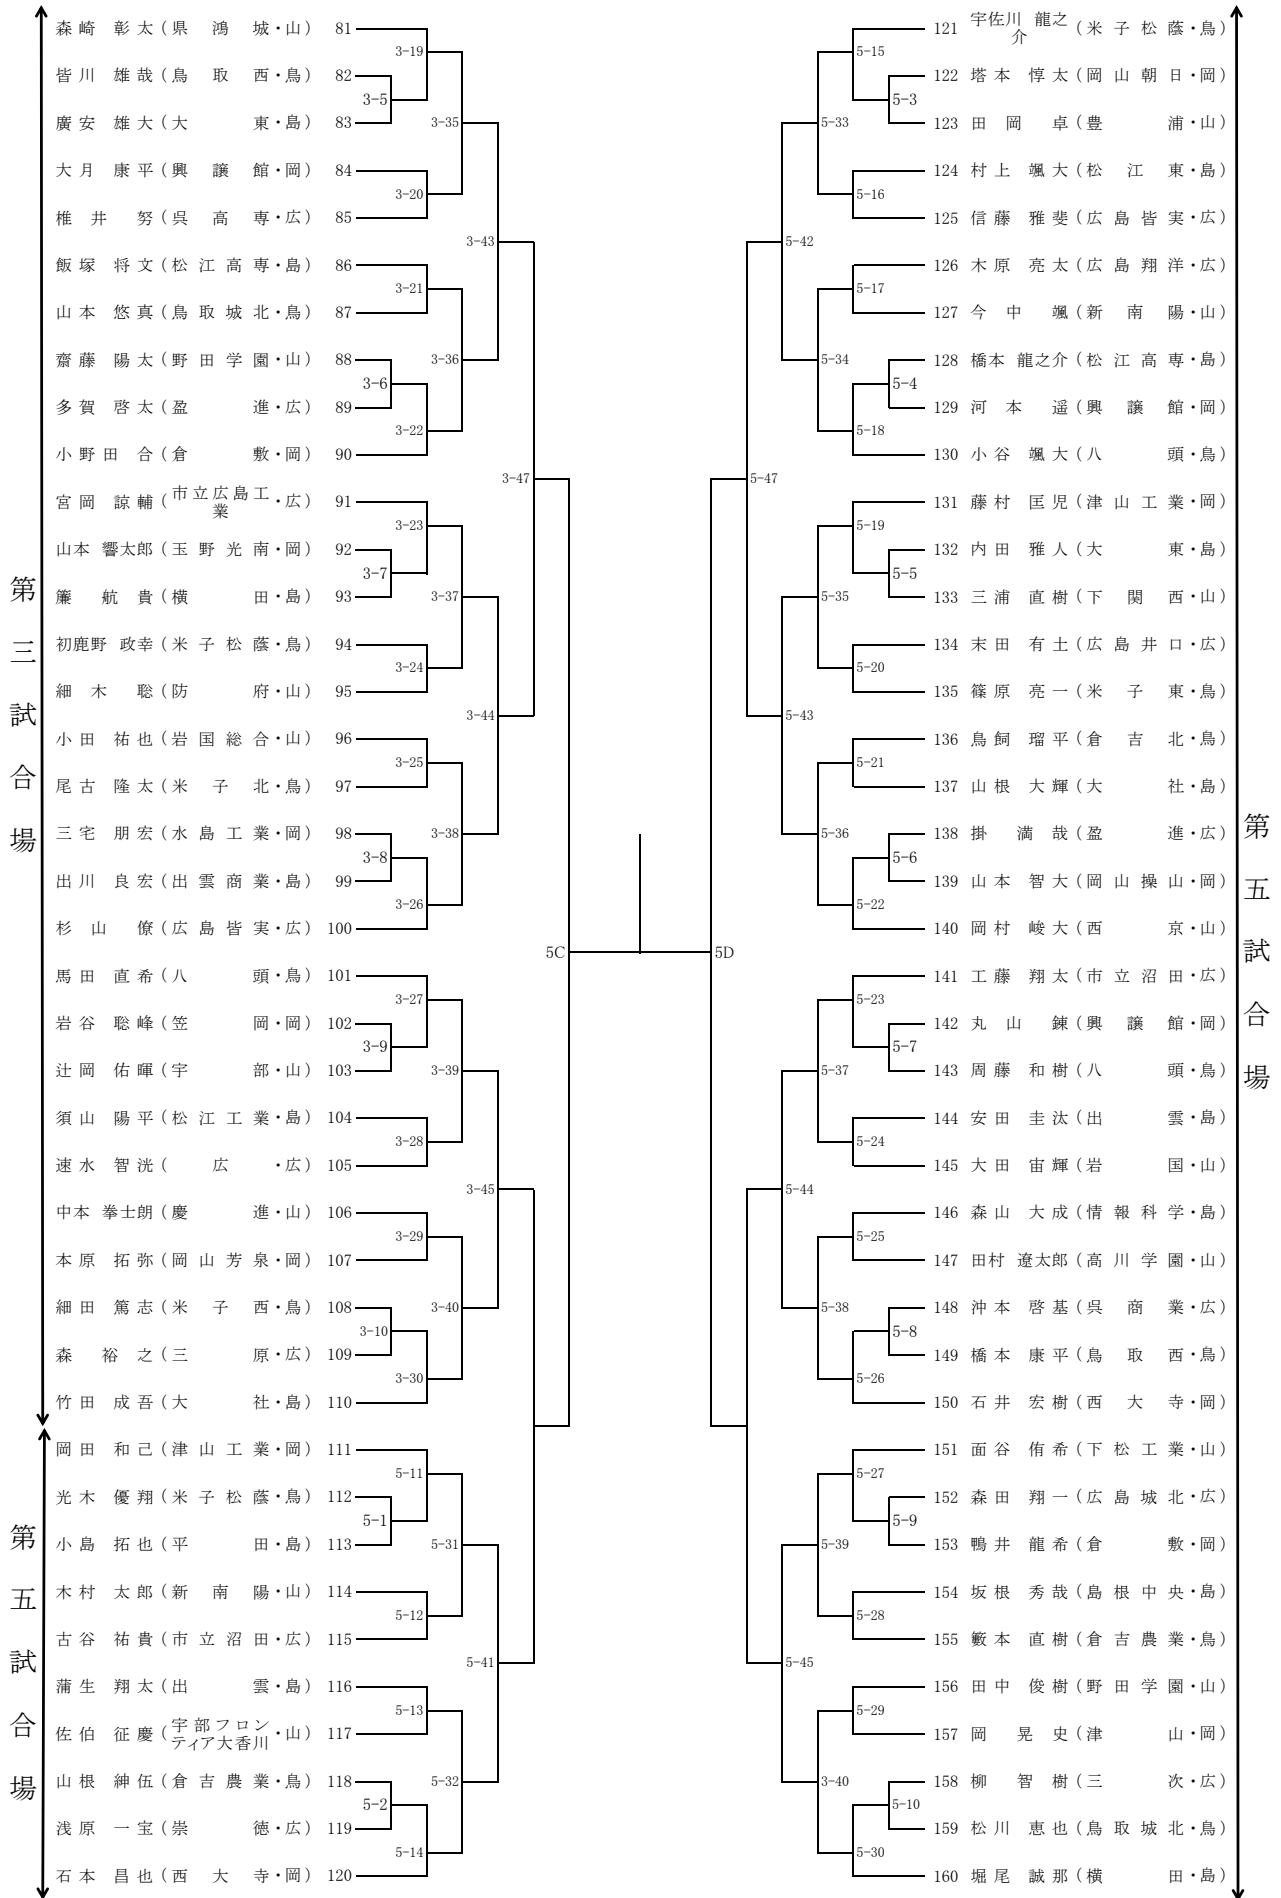 森崎 彰太 (県鴻城・山) 81
皆川 雄哉 (鳥取西・鳥) 82
廣安 雄大 (大東・島) 83
大月 康平 (興譲館・岡) 84
椎井 努 (呉高専・広) 85
飯塚 将文 (松江高専・島) 86
山本 悠真 (鳥取城北・鳥) 87
齋藤 陽太 (野田学園・山) 88
多賀 啓太 (盈進・広) 89
小野田 合 (倉敷・岡) 90
宮岡 諒輔 (市立広島工業・広) 91
山本 響太郎 (玉野光南・岡) 92
簾 航貴 (横田・島) 93
初鹿野 政幸 (米子松蔭・鳥) 94
細木 聡 (防府・山) 95
小田 祐也 (岩国総合・山) 96
尾古 隆太 (米子北・鳥) 97
三宅 朋宏 (水島工業・岡) 98
出川 良宏 (出雲商業・島) 99
杉山 僚 (広島皆実・広) 100
馬田 直希 (八頭・鳥) 101
岩谷 聡峰 (笠岡・岡) 102
辻岡 佑暉 (宇部・山) 103
須山 陽平 (松江工業・島) 104
速水 智洸 (広・広) 105
中本 拳士朗 (慶進・山) 106
本原 拓弥 (岡山芳泉・岡) 107
細田 篤志 (米子西・鳥) 108
森 裕之 (三原・広) 109
竹田 成吾 (大社・島) 110
岡田 和己 (津山工業・岡) 111
光木 優翔 (米子松蔭・鳥) 112
小島 拓也 (平田・島) 113
木村 太郎 (新南陽・山) 114
古谷 祐貴 (市立沼田・広) 115
蒲生 翔太 (出雲・島) 116
佐伯 征慶 (宇部フロンティア大香川・山) 117
山根 紳伍 (倉吉農業・鳥) 118
浅原 一宝 (崇徳・広) 119
石本 昌也 (西大寺・岡) 120
第三試合場
第五試合場
3-19
3-5
3-35
3-20
3-43
3-21
3-36
3-6
3-22
3-47
3-23
3-7
3-37
3-24
3-44
3-25
3-38
3-8
3-26
5C
3-27
3-9
3-39
3-28
3-45
3-29
3-40
3-10
3-30
5-11
5-1
5-31
5-12
5-41
5-13
5-32
5-2
5-14
121 宇佐川 龍之介 (米子松蔭・鳥)
122 塔本 惇太 (岡山朝日・岡)
123 田岡 卓 (豊浦・山)
124 村上 颯大 (松江東・島)
125 信藤 雅斐 (広島皆実・広)
126 木原 亮太 (広島翔洋・広)
127 今中 颯 (新南陽・山)
128 橋本 龍之介 (松江高専・島)
129 河本 遥 (興譲館・岡)
130 小谷 颯大 (八頭・鳥)
131 藤村 匡児 (津山工業・岡)
132 内田 雅人 (大東・島)
133 三浦 直樹 (下関西・山)
134 末田 有土 (広島井口・広)
135 篠原 亮一 (米子東・鳥)
136 鳥飼 瑠平 (倉吉北・鳥)
137 山根 大輝 (大社・島)
138 掛 満哉 (盈進・広)
139 山本 智大 (岡山操山・岡)
140 岡村 峻大 (西京・山)
141 工藤 翔太 (市立沼田・広)
142 丸山 錬 (興譲館・岡)
143 周藤 和樹 (八頭・鳥)
144 安田 圭汰 (出雲・島)
145 大田 宙輝 (岩国・山)
146 森山 大成 (情報科学・島)
147 田村 遼太郎 (高川学園・山)
148 沖本 啓基 (呉商業・広)
149 橋本 康平 (鳥取西・鳥)
150 石井 宏樹 (西大寺・岡)
151 面谷 侑希 (下松工業・山)
152 森田 翔一 (広島城北・広)
153 鴨井 龍希 (倉敷・岡)
154 坂根 秀哉 (島根中央・島)
155 籔本 直樹 (倉吉農業・鳥)
156 田中 俊樹 (野田学園・山)
157 岡 晃史 (津山・岡)
158 柳 智樹 (三次・広)
159 松川 恵也 (鳥取城北・鳥)
160 堀尾 誠那 (横田・島)
5-15
5-3
5-33
5-16
5-42
5-17
5-34
5-4
5-18
5-47
5-19
5-5
5-35
5-20
5-43
5-21
5-36
5-6
5-22
5D
5-23
5-7
5-37
5-24
5-44
5-25
5-38
5-8
5-26
5-27
5-9
5-39
5-28
5-45
5-29
3-40
5-10
5-30
第五試合場